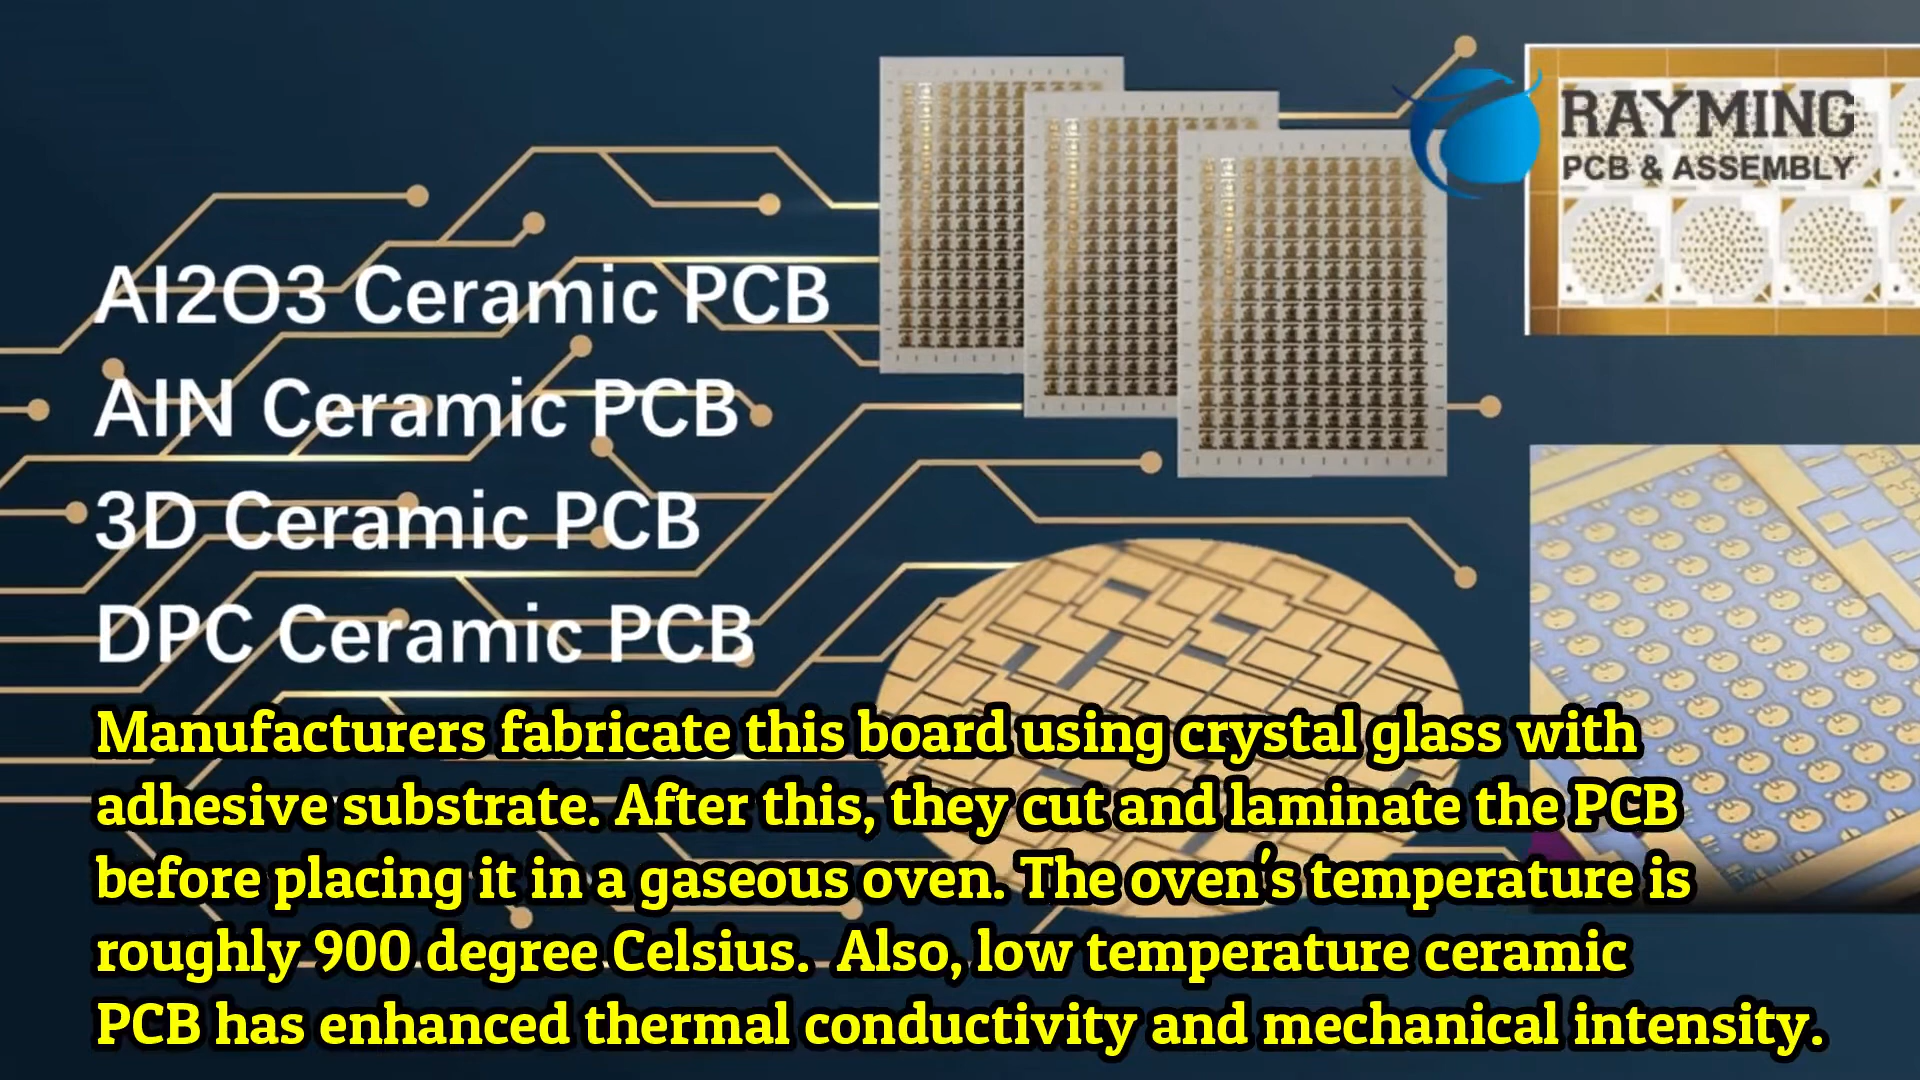 RAYMING
PCB & ASSEMBLY
Al2O3 Ceramic PCB
AlN Ceramic PCB
3D Ceramic PCB
DPC Ceramic PCB
Manufacturers fabricate this board using crystal glass with
adhesive substrate. After this, they cut and laminate the PCB
before placing it in a gaseous oven. The oven's temperature is
roughly 900 degree Celsius. Also, low temperature ceramic
PCB has enhanced thermal conductivity and mechanical intensity.